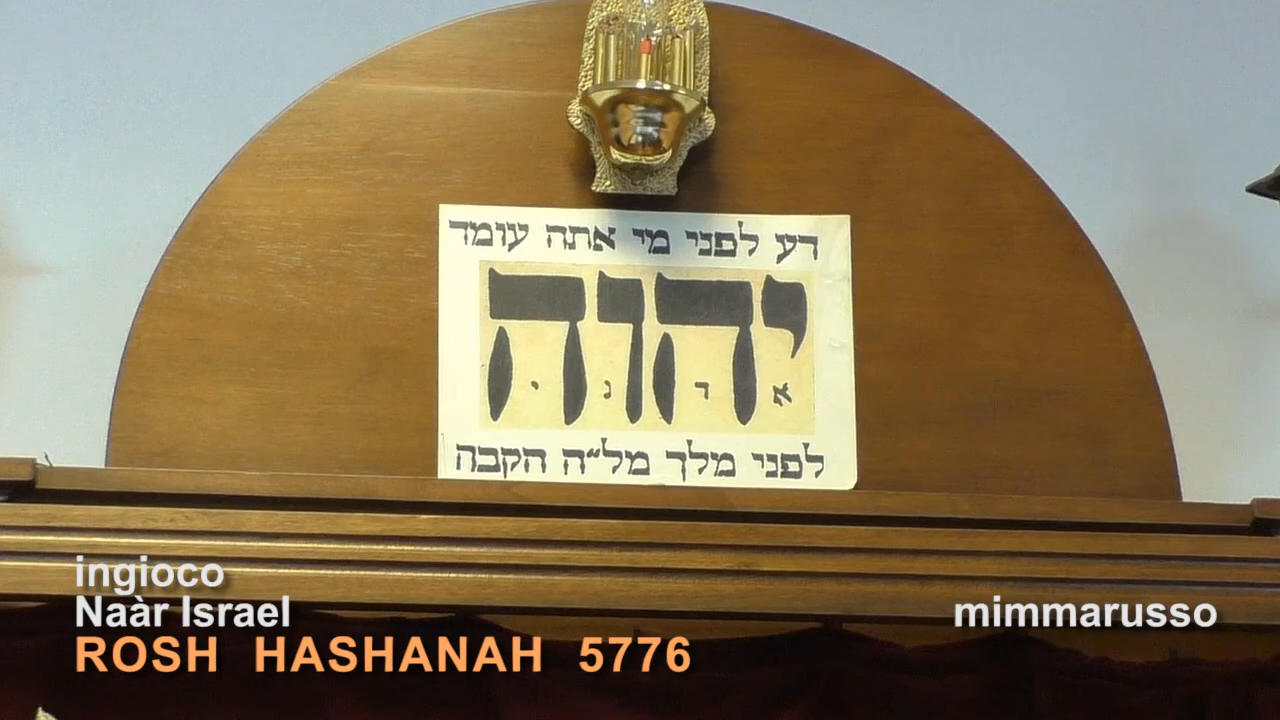 דע לפני מי אתה עומד
יהוה
א ד נ י
לפני מלך מל״ה הקבה
ingioco
Naàr Israel
mimmarusso
ROSH HASHANAH 5776